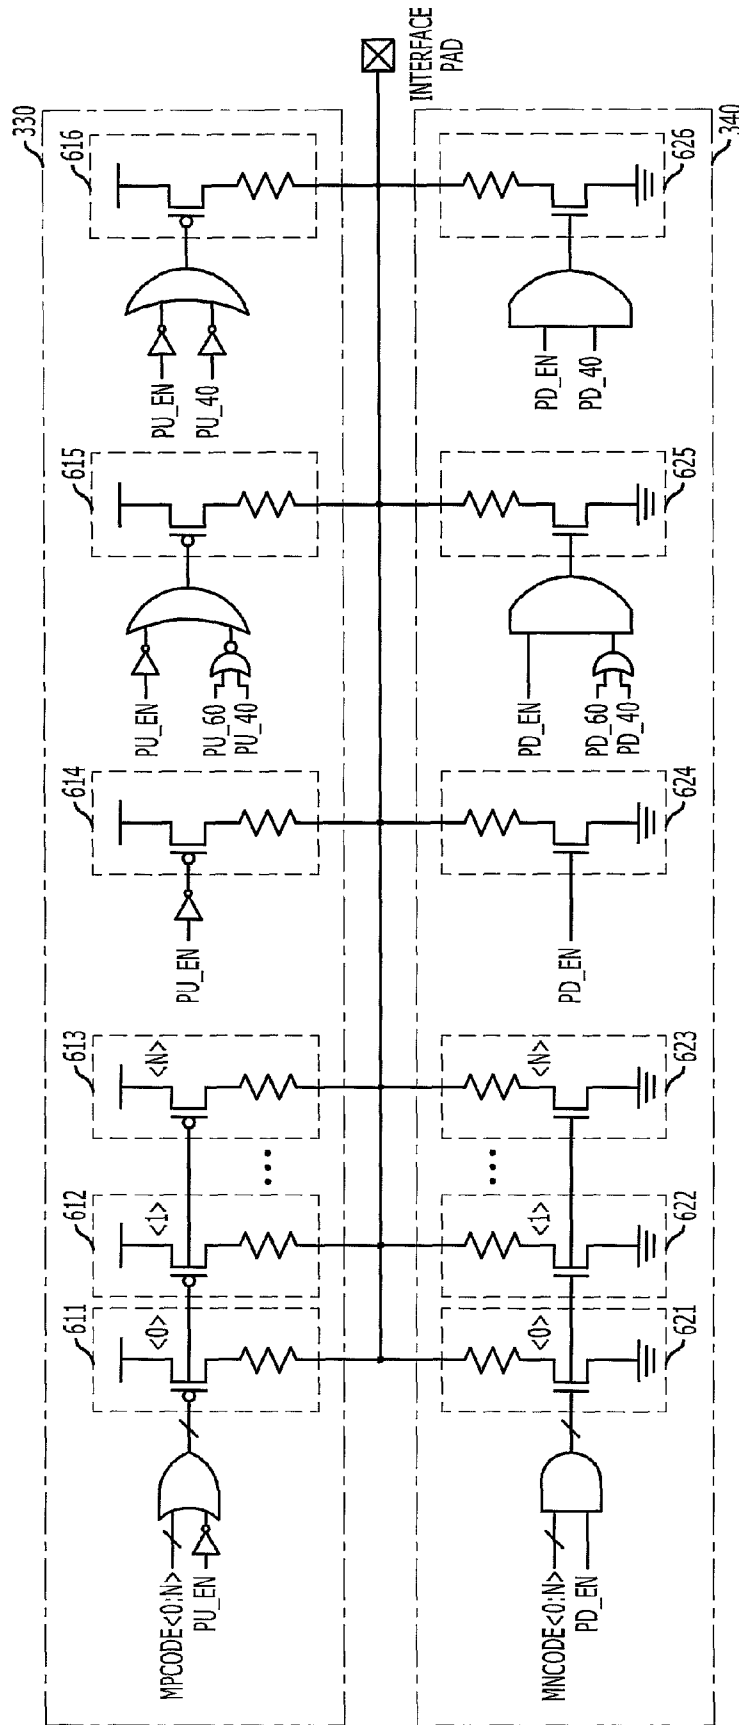 330
611
<0>
612
<1>
613
<N>
614
615
616
MPCODE<0:N>
PU_EN
PU_EN
PU_EN
PU_60
PU_40
PU_EN
PU_40
INTERFACE
PAD
MNCODE<0:N>
PD_EN
<0>
<1>
<N>
PD_EN
PD_EN
PD_60
PD_40
PD_EN
PD_40
621
622
623
624
625
626
340